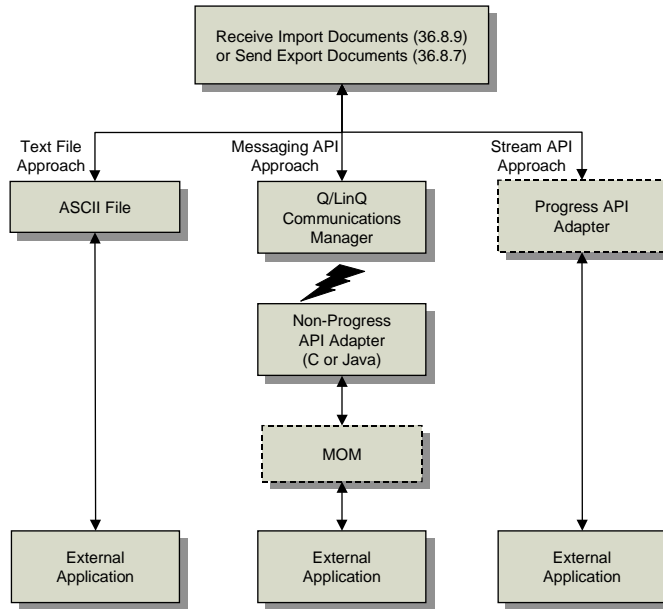 Receive Import Documents (36.8.9)
or Send Export Documents (36.8.7)
Text File
Approach
Messaging API
Approach
Stream API
Approach
ASCII File
Q/LinQ
Communications
Manager
Progress API
Adapter
Non-Progress
API Adapter
(C or Java)
MOM
External
Application
External
Application
External
Application